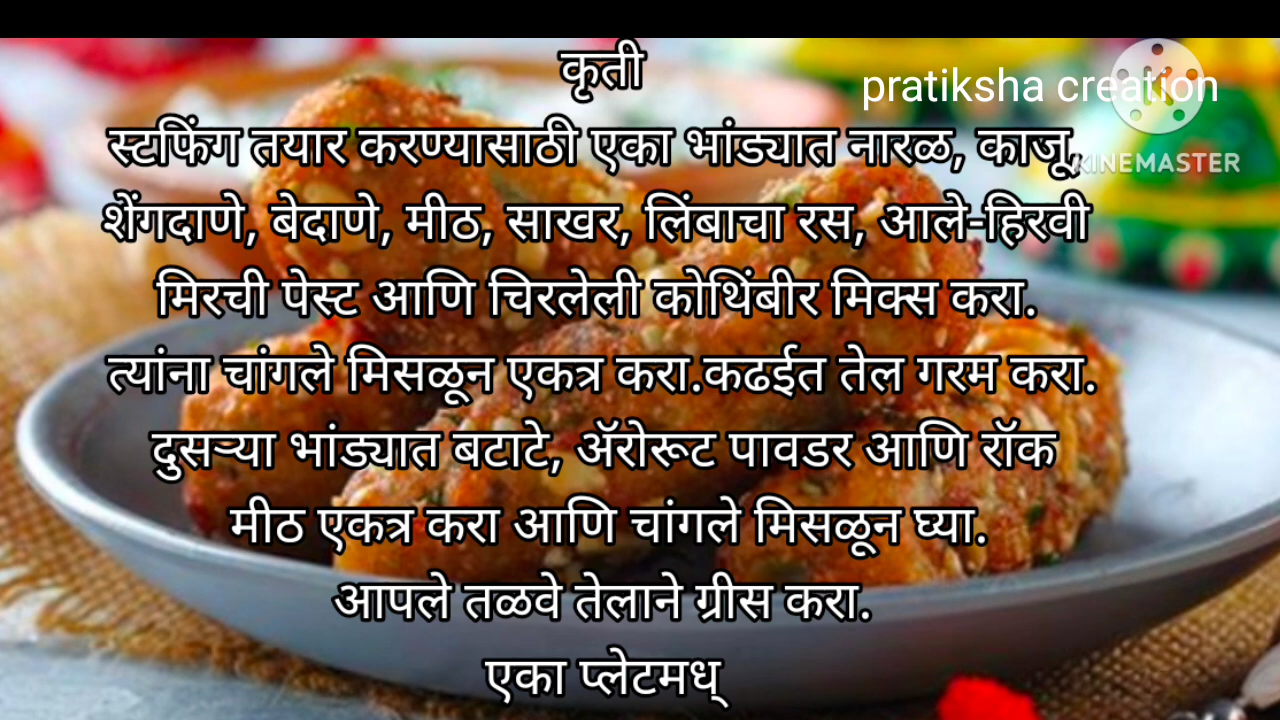 कृती
pratiksha creation
KINEMASTER
स्टफिंग तयार करण्यासाठी एका भांड्यात नारळ, काजू,
शेंगदाणे, बेदाणे, मीठ, साखर, लिंबाचा रस, आले-हिरवी
मिरची पेस्ट आणि चिरलेली कोथिंबीर मिक्स करा.
त्यांना चांगले मिसळून एकत्र करा.कढईत तेल गरम करा.
दुसऱ्या भांड्यात बटाटे, ॲरोरूट पावडर आणि रॉक
मीठ एकत्र करा आणि चांगले मिसळून घ्या.
आपले तळवे तेलाने ग्रीस करा.
एका प्लेटमध्